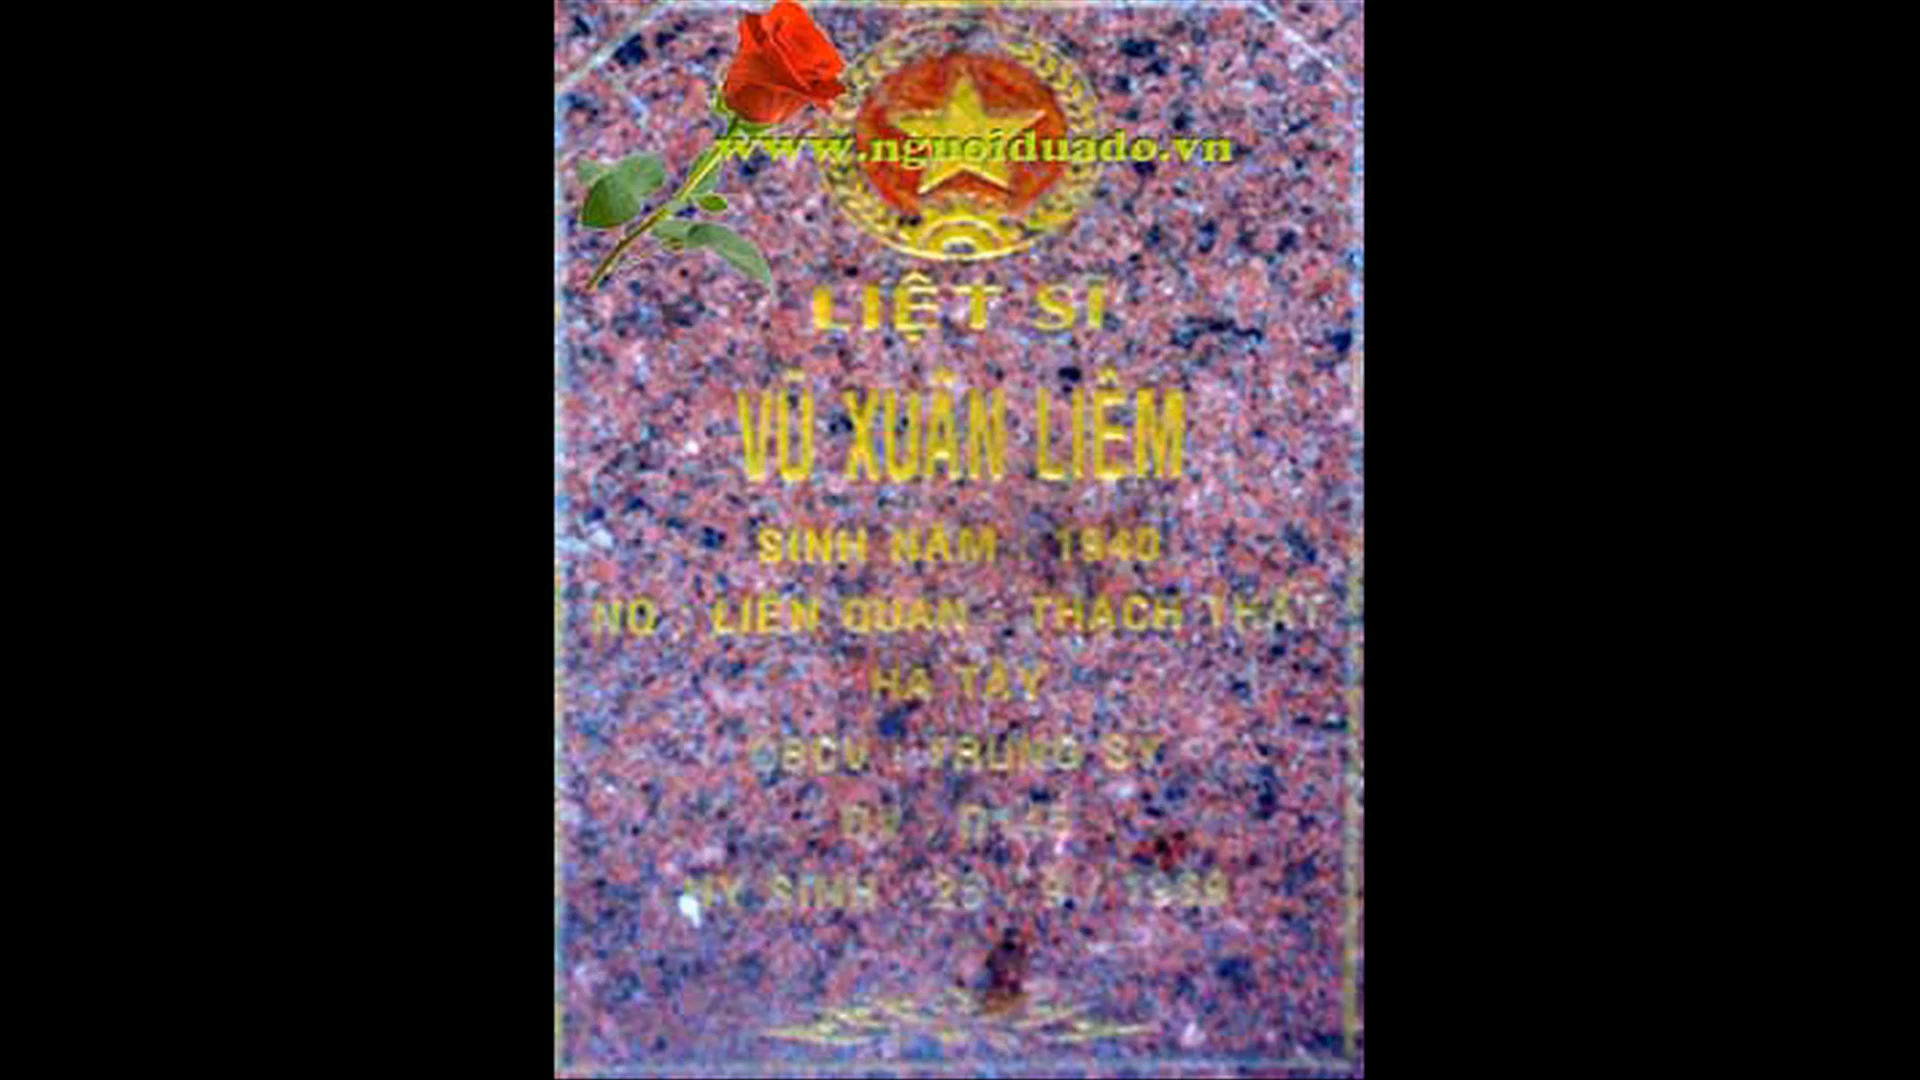 www.nguoiduado.vn
LIỆT SĨ
VŨ XUÂN LIÊM
SINH NĂM : 1940
NQ : LIÊN QUAN - THẠCH THẤT
HÀ TÂY
CBCV : TRUNG SỸ
HY SINH